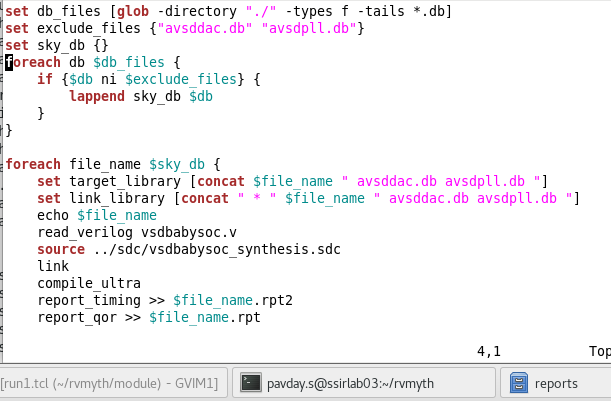 set db_files [glob -directory "./" -types f -tails *.db]
set exclude_files {"avsddac.db" "avsdpll.db"}
set sky_db {}
foreach db $db_files {
    if {$db ni $exclude_files} {
        lappend sky_db $db
    }
}

foreach file_name $sky_db {
    set target_library [concat $file_name " avsddac.db avsdpll.db "]
    set link_library [concat " * " $file_name " avsddac.db avsdpll.db "]
    echo $file_name
    read_verilog vsdbabysoc.v
    source ../sdc/vsdbabysoc_synthesis.sdc
    link
    compile_ultra
    report_timing >> $file_name.rpt2
    report_qor >> $file_name.rpt
4,1 Top
[run1.tcl (~/rvmyth/module) - GVIM1] pavday.s@ssirlab03:~/rvmyth reports